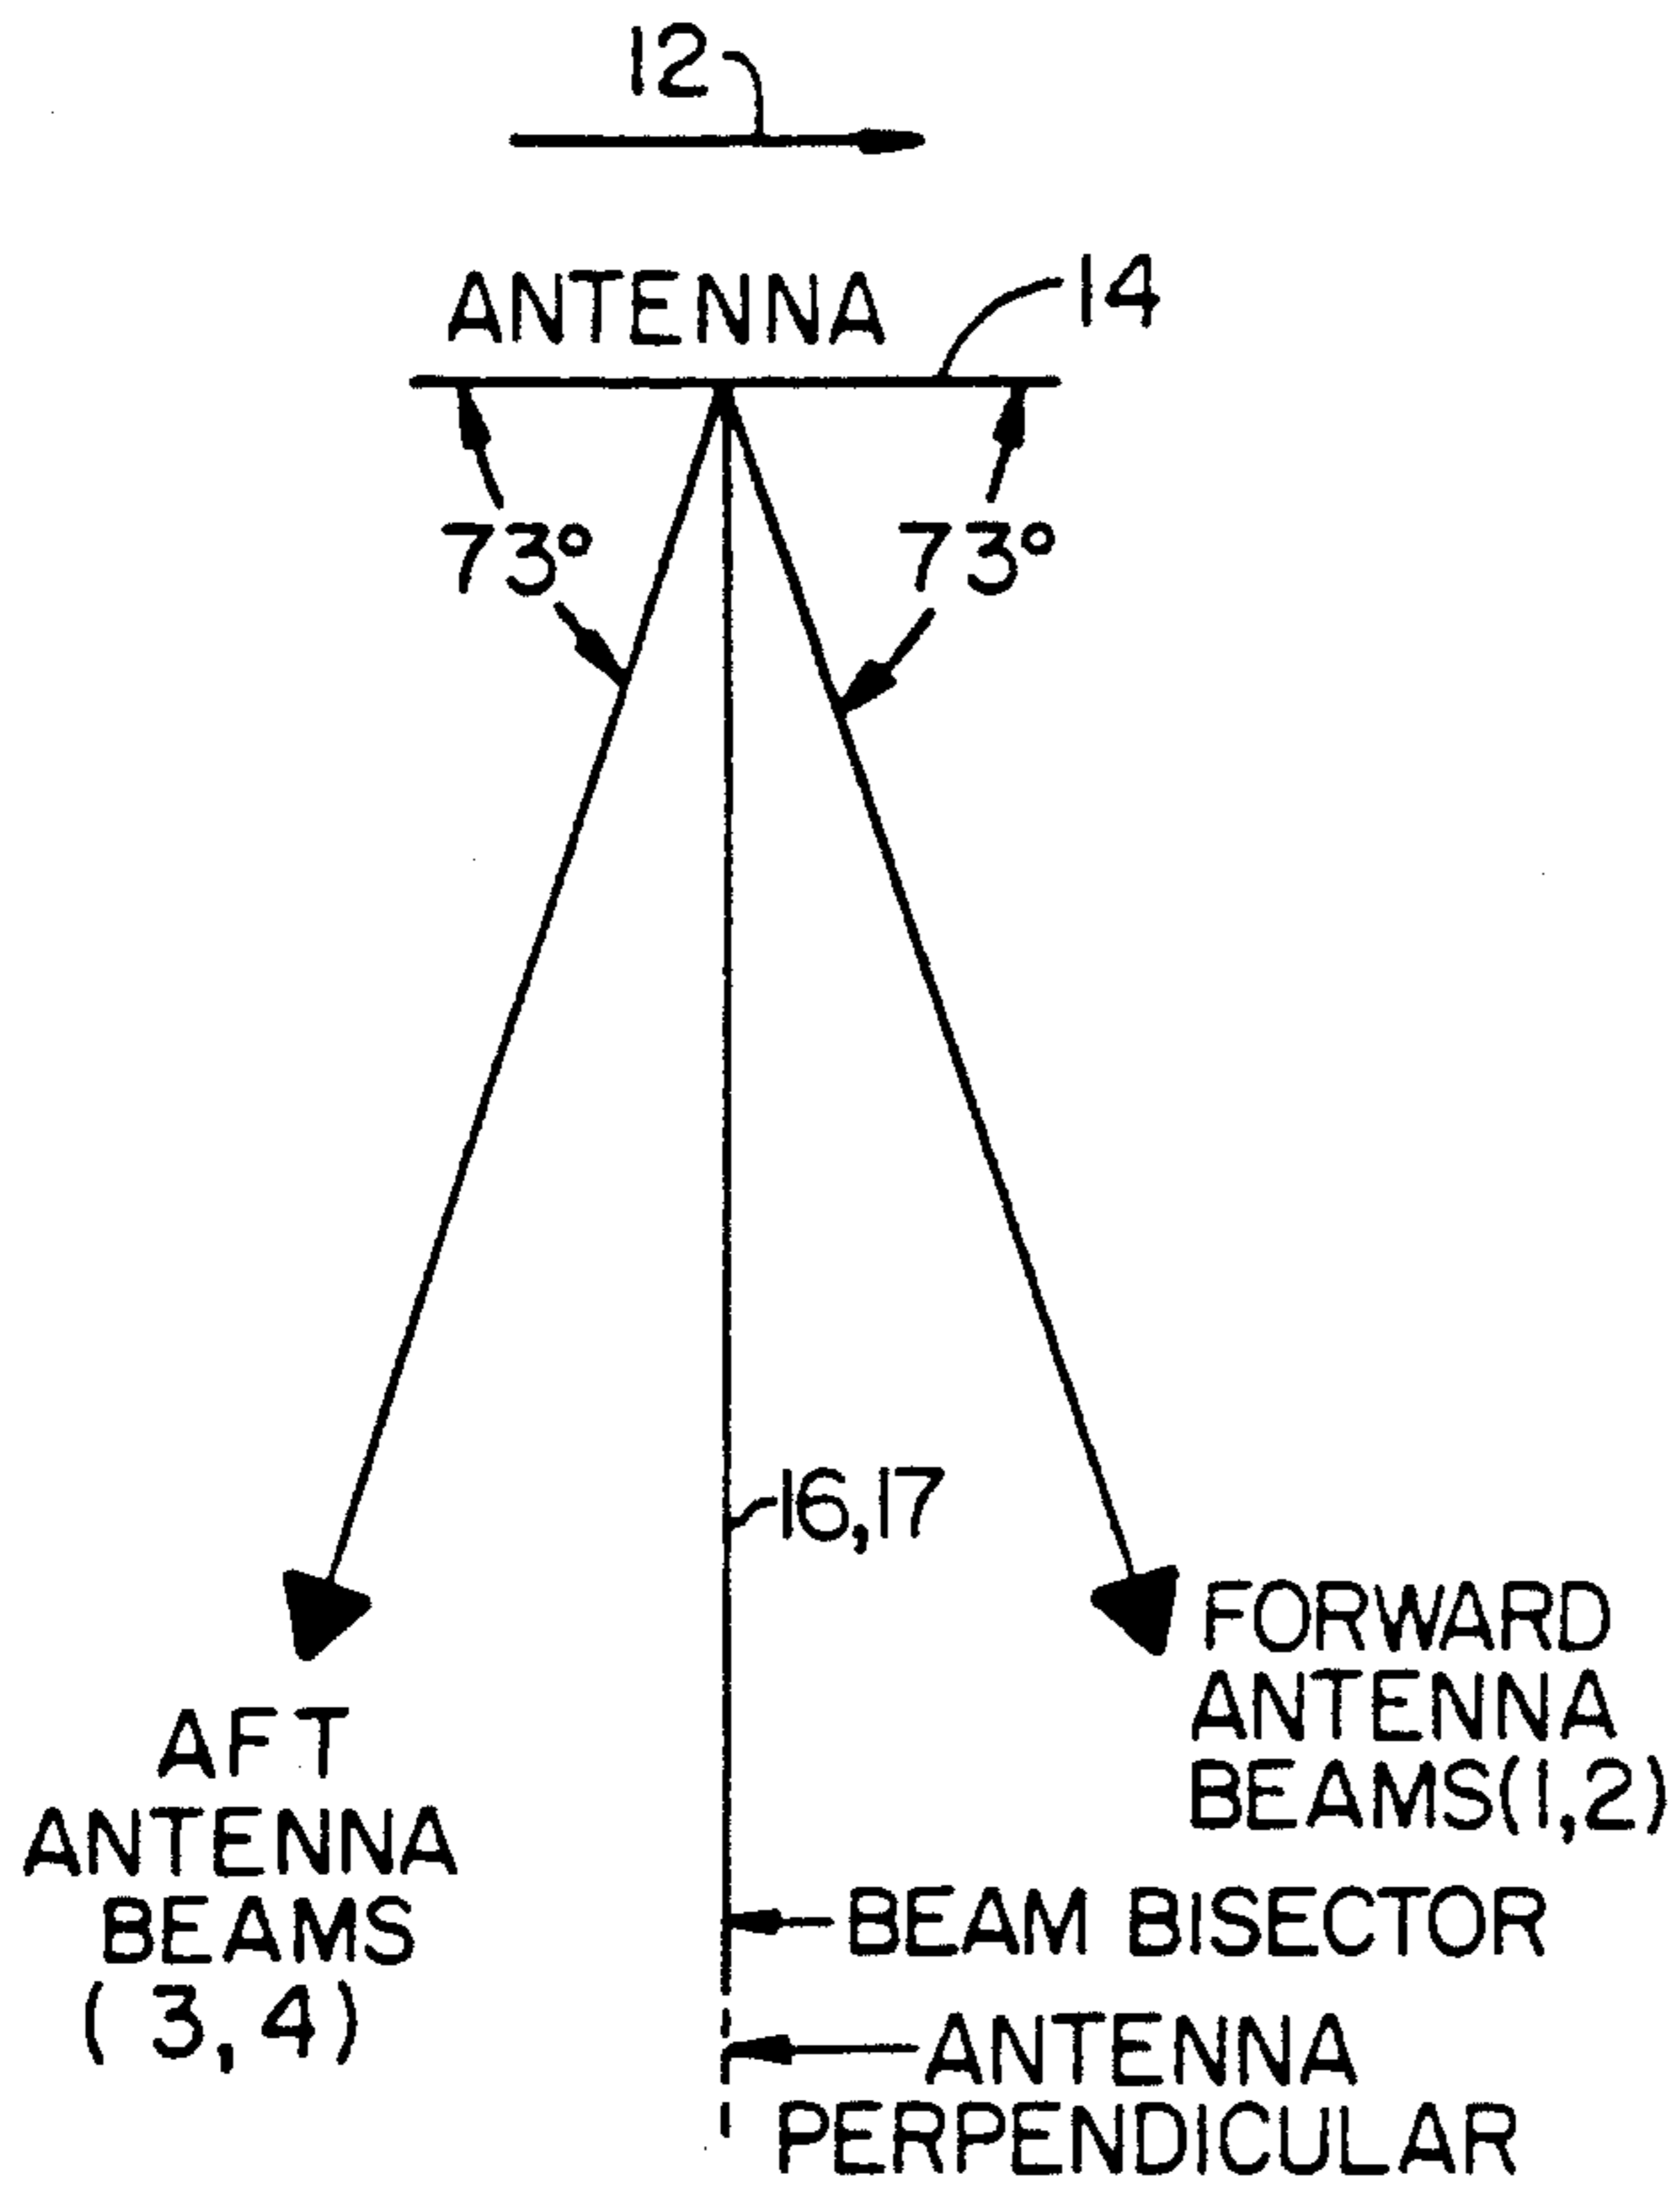 12
ANTENNA
14
73°
73°
16,17
FORWARD
ANTENNA
BEAMS(1,2)
AFT
ANTENNA
BEAMS
(3,4)
BEAM BISECTOR
ANTENNA
PERPENDICULAR